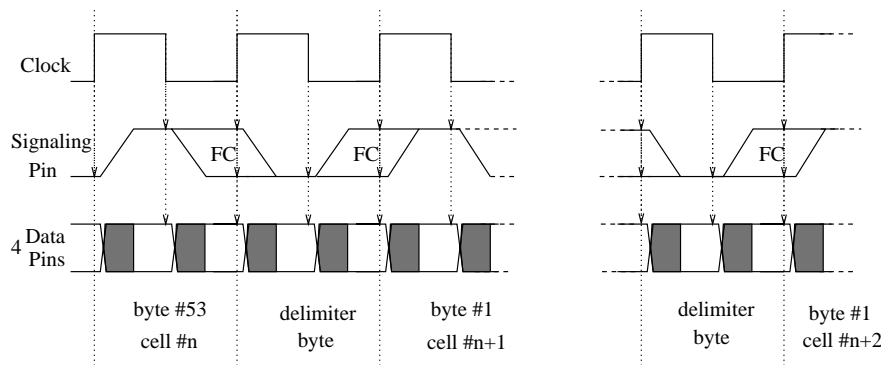 Clock
Signaling
Pin
FC
FC
FC
4 Data
Pins
byte #53
cell #n
delimiter
byte
byte #1
cell #n+1
delimiter
byte
byte #1
cell #n+2